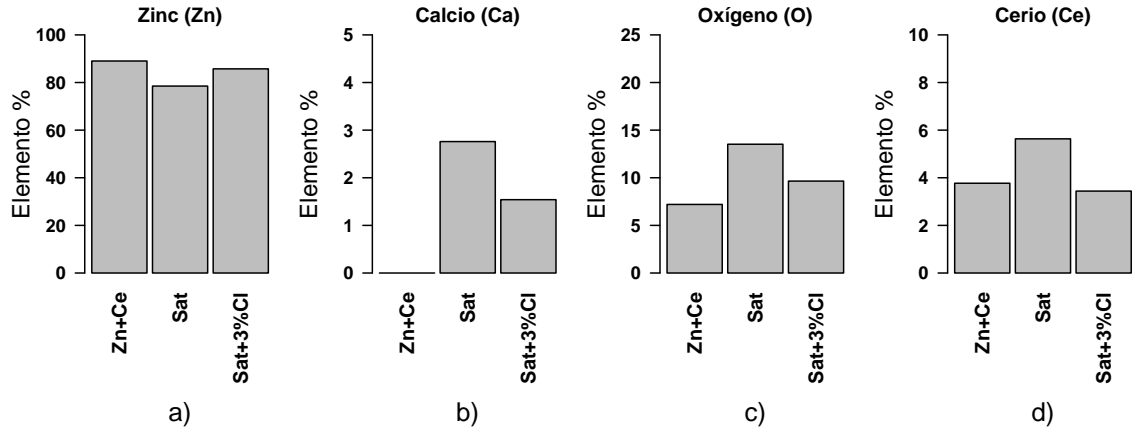 Zinc (Zn)
Elemento %
100
80
60
40
20
0
Zn+Ce
Sat
Sat+3%Cl
a)
Calcio (Ca)
Elemento %
5
4
3
2
1
0
Zn+Ce
Sat
Sat+3%Cl
b)
Oxígeno (O)
Elemento %
25
20
15
10
5
0
Zn+Ce
Sat
Sat+3%Cl
c)
Cerio (Ce)
Elemento %
10
8
6
4
2
0
Zn+Ce
Sat
Sat+3%Cl
d)